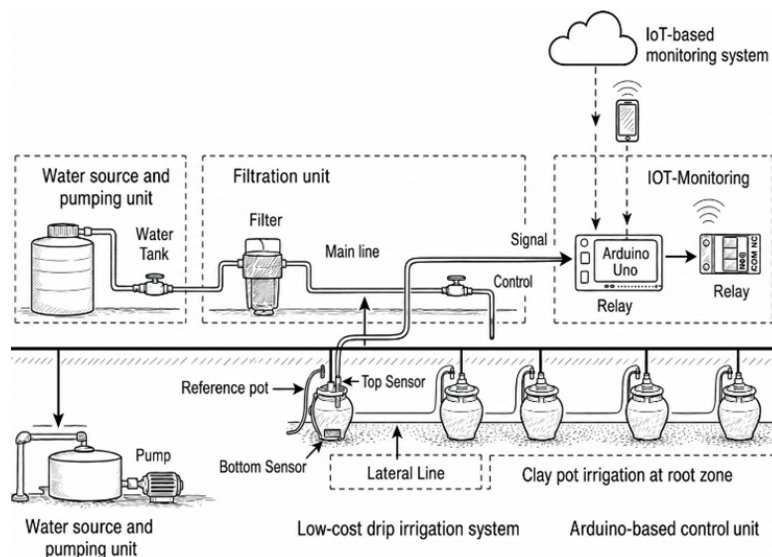 IoT-based
monitoring system
Water source and
pumping unit
Filtration unit
IOT-Monitoring
Water
Tank
Filter
Main line
Signal
Control
Arduino
Uno
Relay
Relay
COM NC
Reference pot
Top Sensor
Bottom Sensor
Lateral Line
Clay pot irrigation at root zone
Pump
Water source and
pumping unit
Low-cost drip irrigation system
Arduino-based control unit